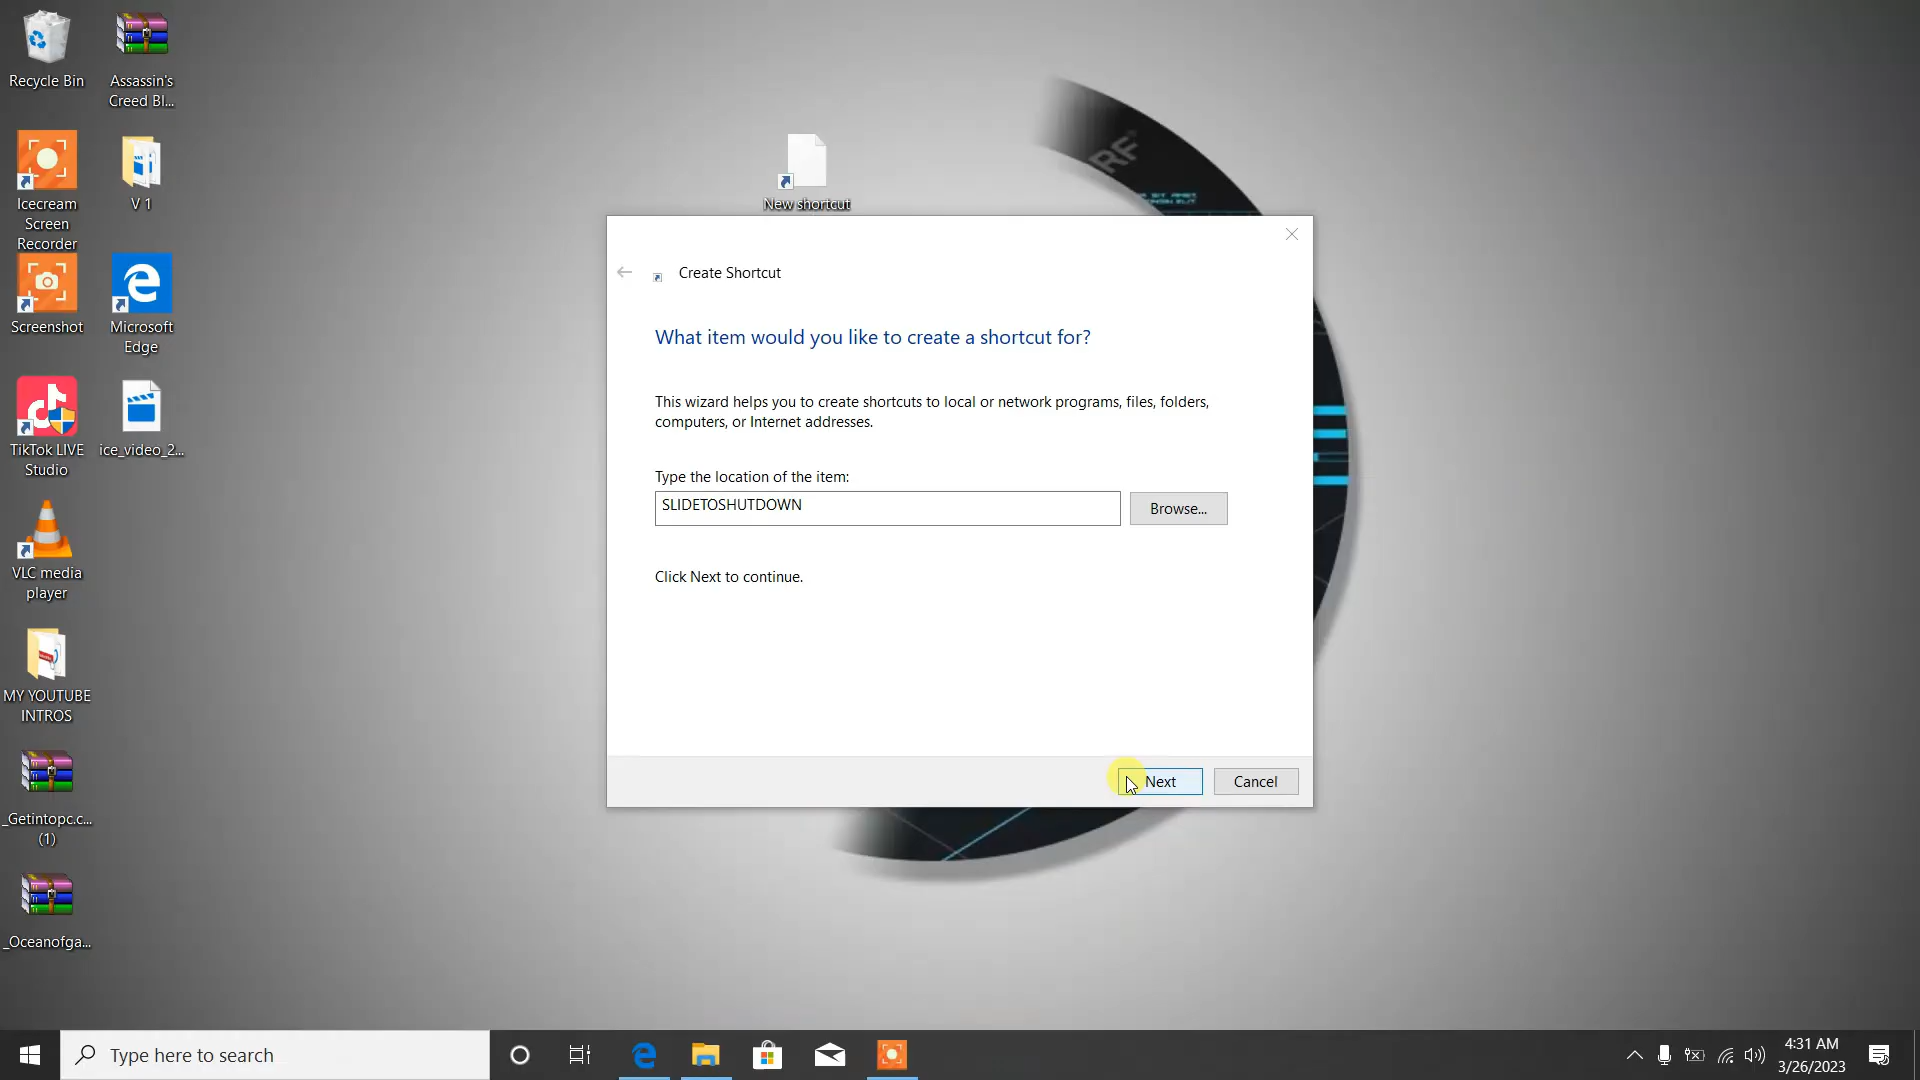 Recycle Bin
Assassin's
Creed Bl...
Icecream
Screen
Recorder
V 1
Screenshot
Microsoft
Edge
TikTok LIVE
Studio
ice_video_2...
VLC media
player
MY YOUTUBE
INTROS
_Getintopc.c...
(1)
_Oceanofga...
New shortcut
RF
Create Shortcut
What item would you like to create a shortcut for?
This wizard helps you to create shortcuts to local or network programs, files, folders,
computers, or Internet addresses.
Type the location of the item:
SLIDETOSHUTDOWN
Browse...
Click Next to continue.
Next
Cancel
Type here to search
4:31 AM
3/26/2023